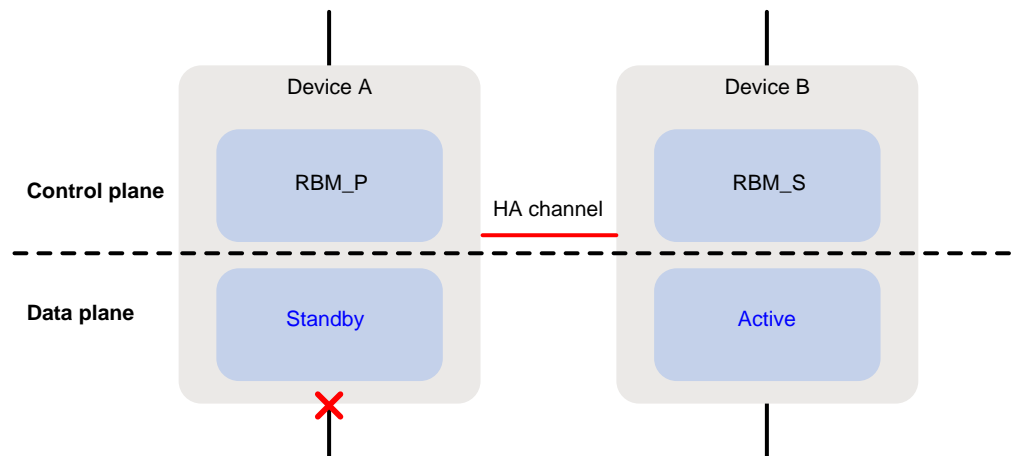 Device A
Device B
Control plane
RBM_P
HA channel
RBM_S
Data plane
Standby
Active